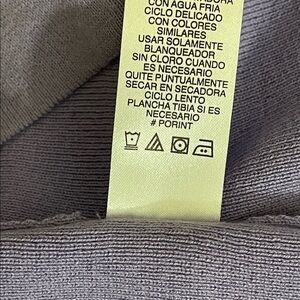 CON AGUA FRIA
CICLO DELICADO
CON COLORES
SIMILARES
USAR SOLAMENTE
BLANQUEADOR
SIN CLORO CUANDO
ES NECESARIO
QUITE PUNTUALMENTE
SECAR EN SECADORA
CICLO LENTO
PLANCHA TIBIA SI ES
NECESARIO
# PORINT